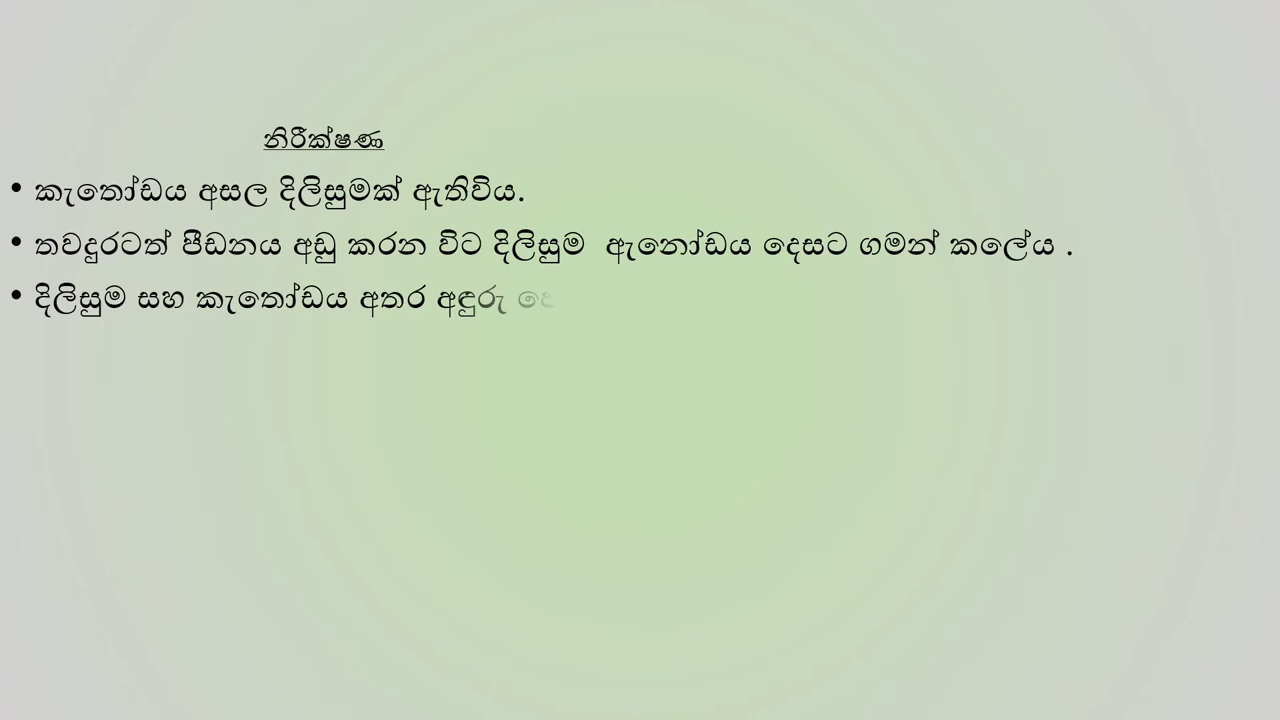 නිරීක්ෂණ
• කැතෝඩය අසල දිලිසුමක් ඇතිවිය.
• තවදුරටත් පීඩනය අඩු කරන විට දිලිසුම ඇනෝඩය දෙසට ගමන් කලේය .
• දිලිසුම සහ කැතෝඩය අතර අඳුරු